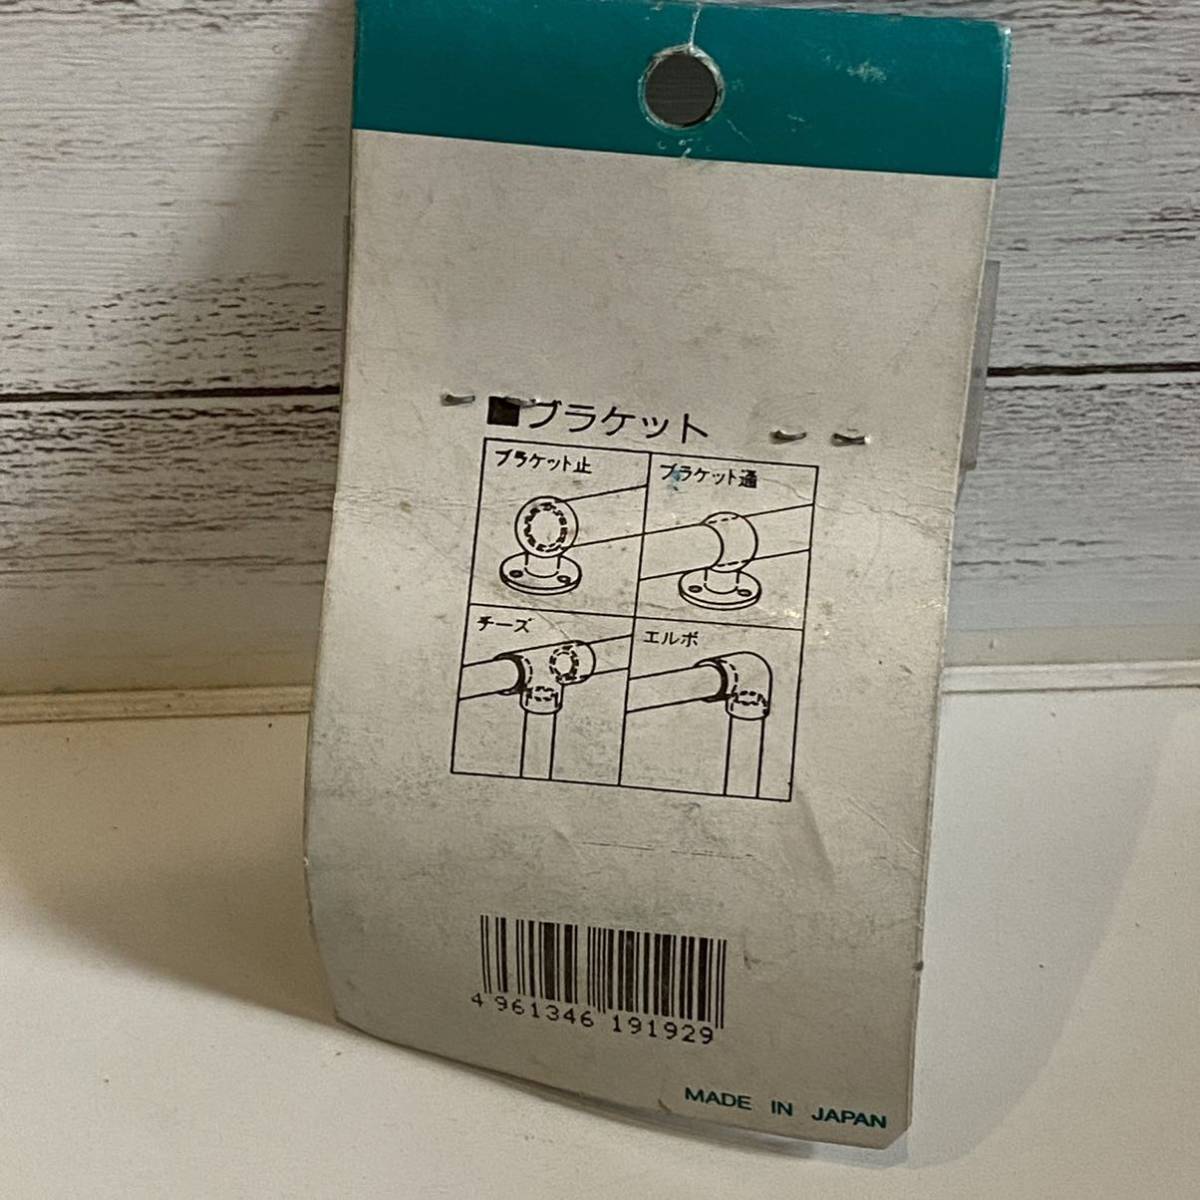 ■ブラケット
ブラケット止
ブラケット通
チーズ
エルボ
4 961346 191929
MADE IN JAPAN